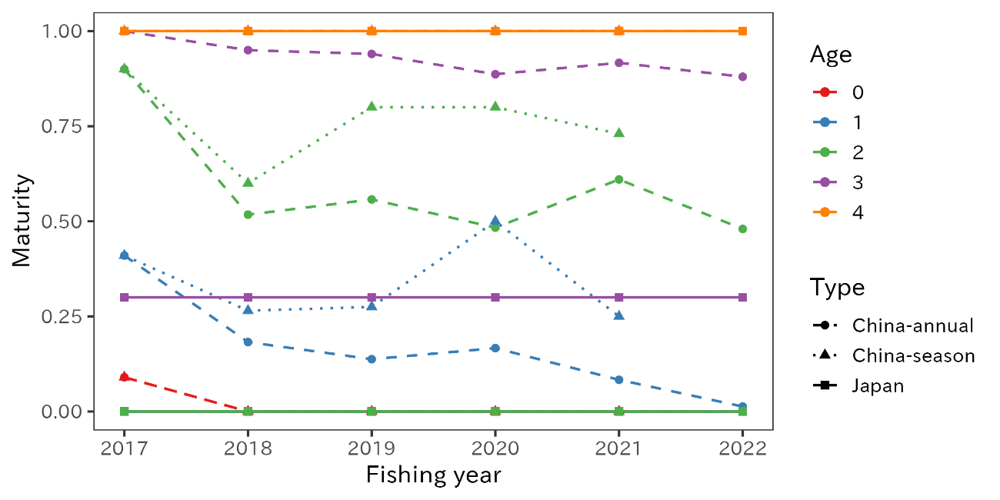 1.00
0.75
0.50
0.25
0.00
Maturity
2017 2018 2019 2020 2021 2022
Fishing year
Age
0
1
2
3
4
Type
China-annual
China-season
Japan